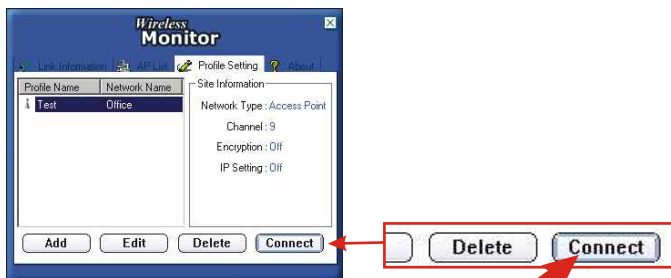 Wireless
Monitor
Link Information AP List Profile Setting About
Profile Name Network Name
Test Office
Site Information
Network Type : Access Point
Channel : 9
Encryption : Off
IP Setting : Off
Add Edit Delete Connect
Delete Connect